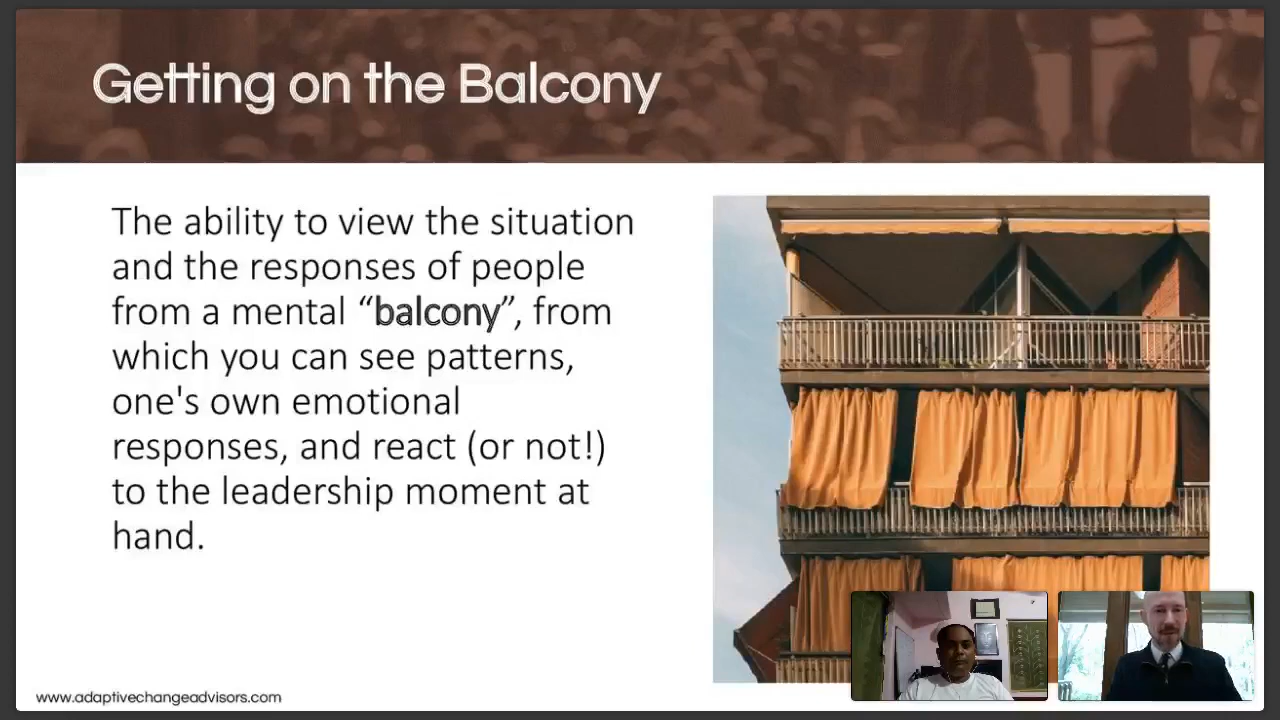 Getting on the Balcony
The ability to view the situation
and the responses of people
from a mental “balcony”, from
which you can see patterns,
one's own emotional
responses, and react (or not!)
to the leadership moment at
hand.
www.adaptivechangeadvisors.com